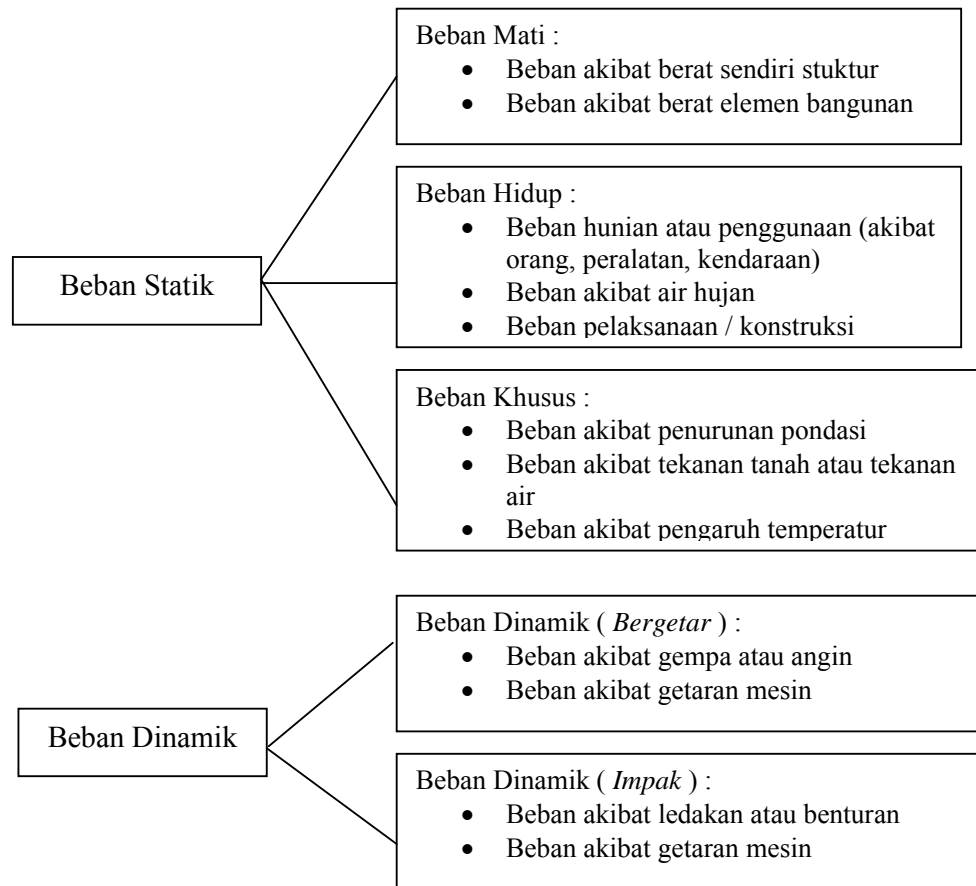 Beban Statik
Beban Mati :
• Beban akibat berat sendiri stuktur
• Beban akibat berat elemen bangunan
Beban Hidup :
• Beban hunian atau penggunaan (akibat
orang, peralatan, kendaraan)
• Beban akibat air hujan
• Beban pelaksanaan / konstruksi
Beban Khusus :
• Beban akibat penurunan pondasi
• Beban akibat tekanan tanah atau tekanan
air
• Beban akibat pengaruh temperatur
Beban Dinamik
Beban Dinamik ( Bergetar ) :
• Beban akibat gempa atau angin
• Beban akibat getaran mesin
Beban Dinamik ( Impak ) :
• Beban akibat ledakan atau benturan
• Beban akibat getaran mesin